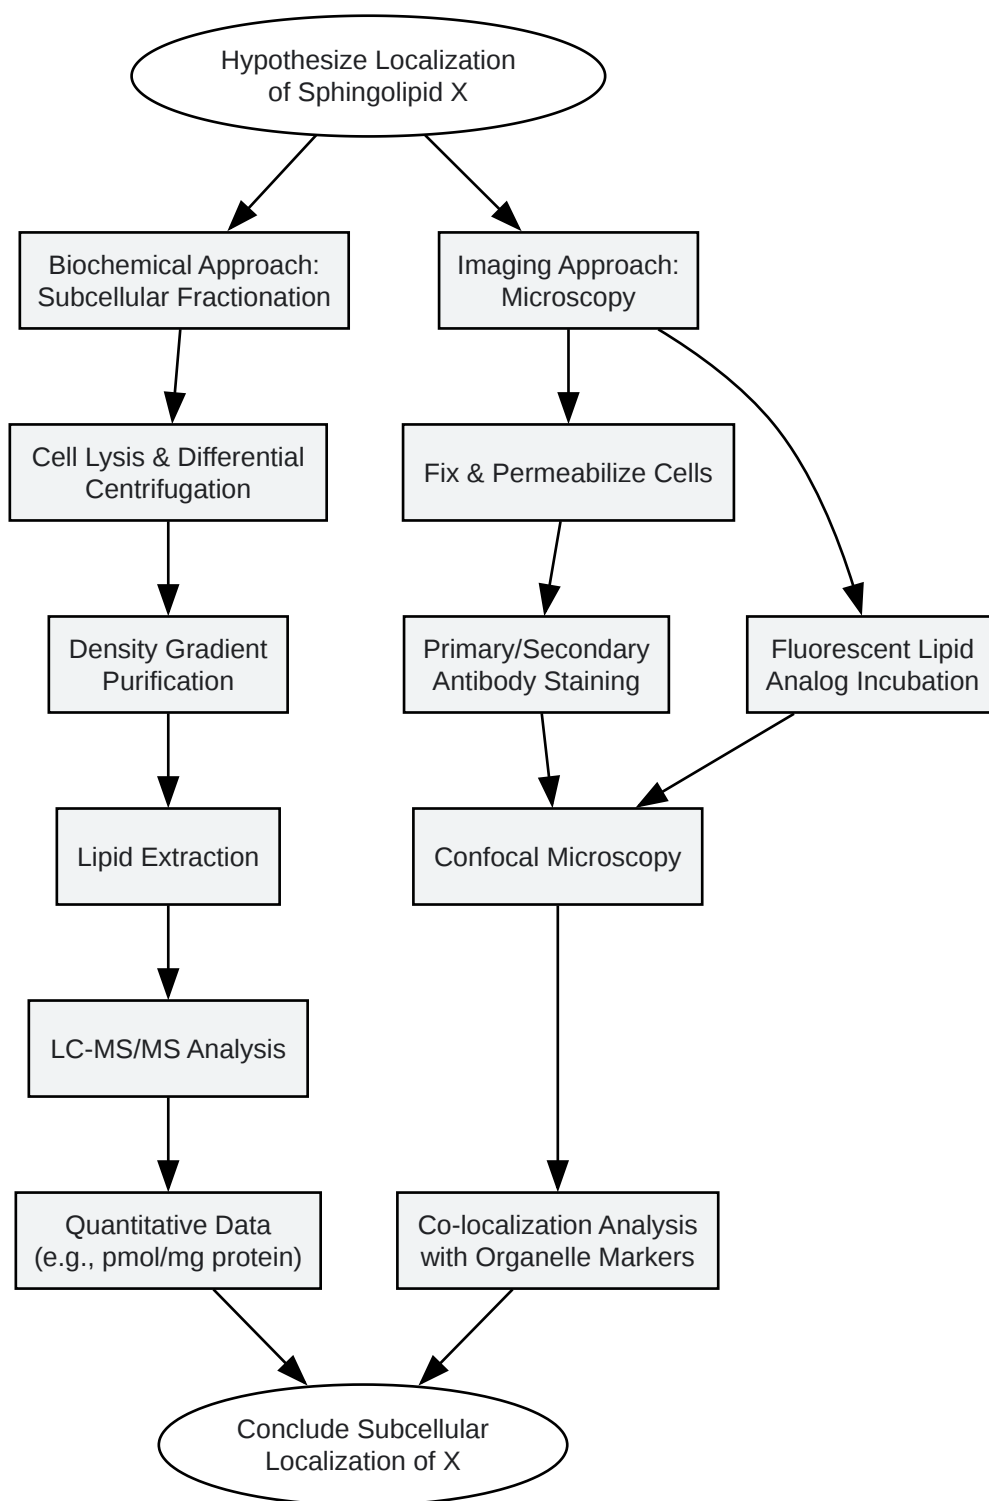 Hypothesize Localization
of Sphingolipid X
Biochemical Approach:
Subcellular Fractionation
Imaging Approach:
Microscopy
Cell Lysis & Differential
Centrifugation
Fix & Permeabilize Cells
Density Gradient
Purification
Primary/Secondary
Antibody Staining
Fluorescent Lipid
Analog Incubation
Lipid Extraction
Confocal Microscopy
LC-MS/MS Analysis
Quantitative Data
(e.g., pmol/mg protein)
Co-localization Analysis
with Organelle Markers
Conclude Subcellular
Localization of X